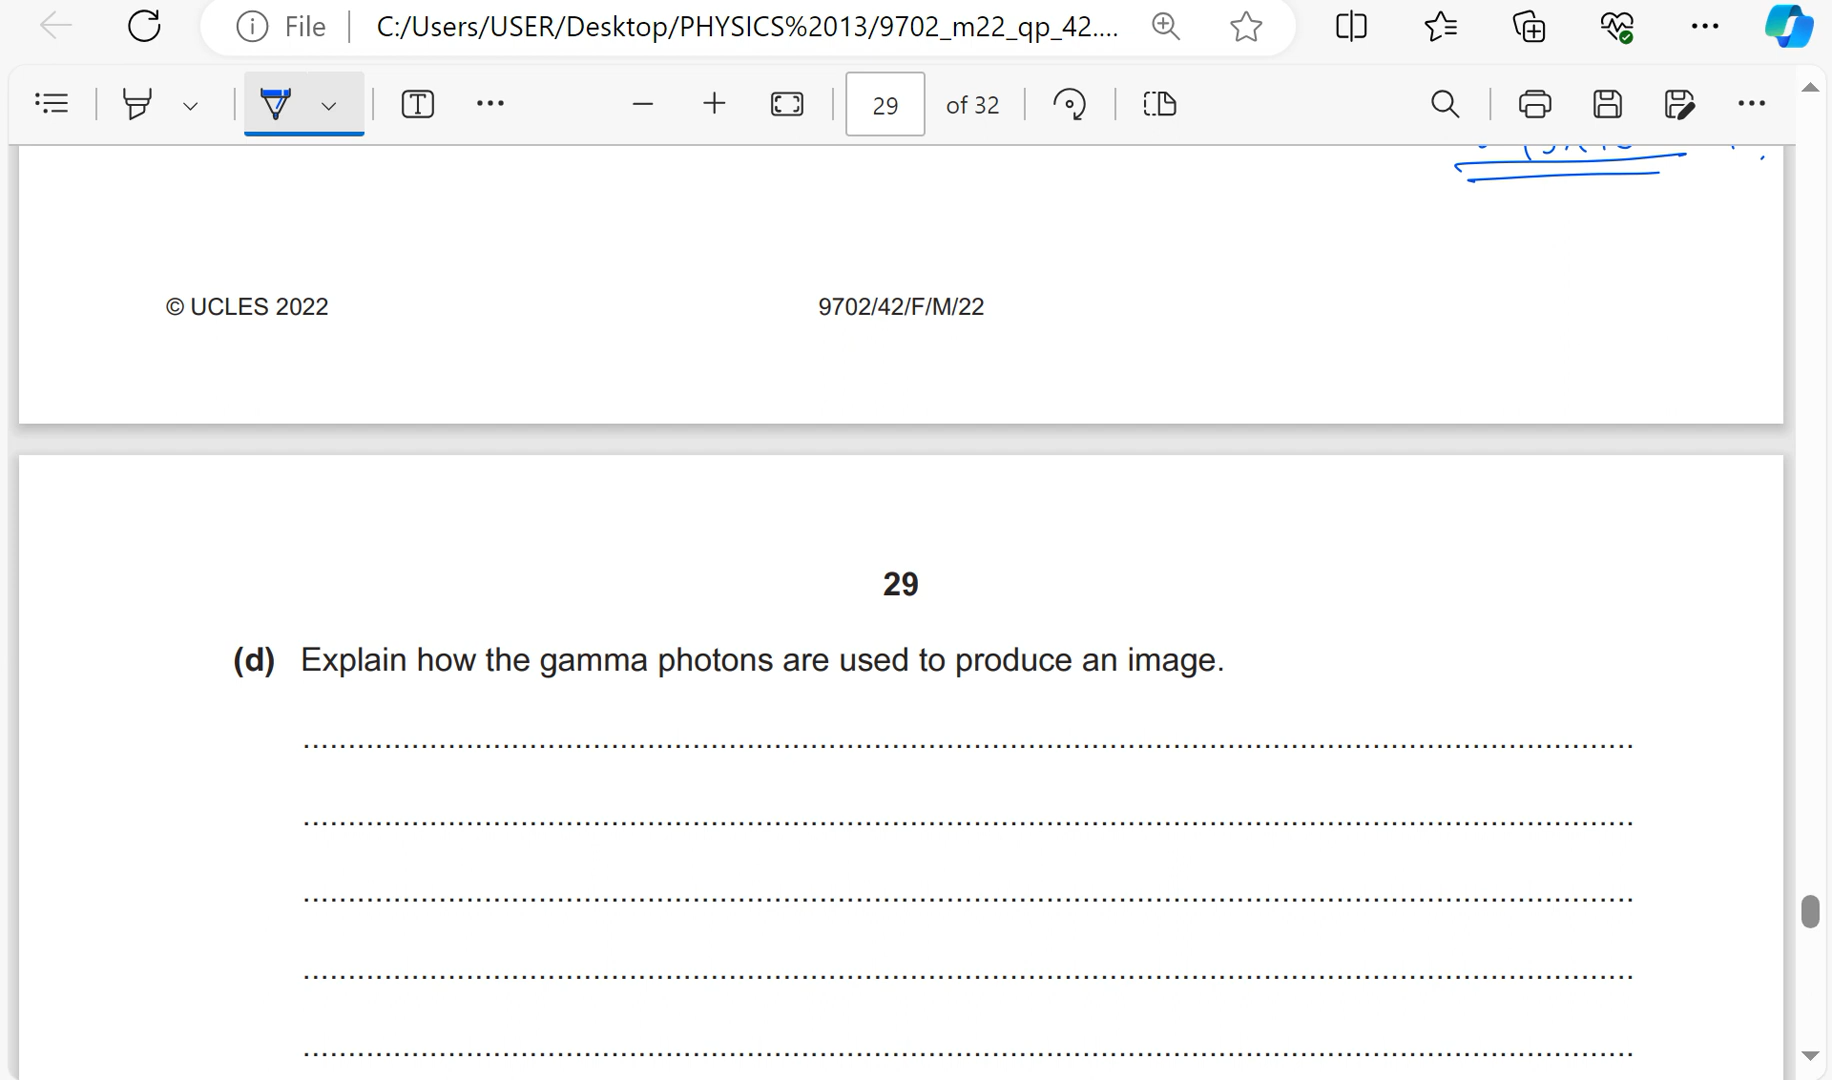 File C:/Users/USER/Desktop/PHYSICS%2013/9702_m22_qp_42....
29 of 32
© UCLES 2022 9702/42/F/M/22
29
(d) Explain how the gamma photons are used to produce an image.